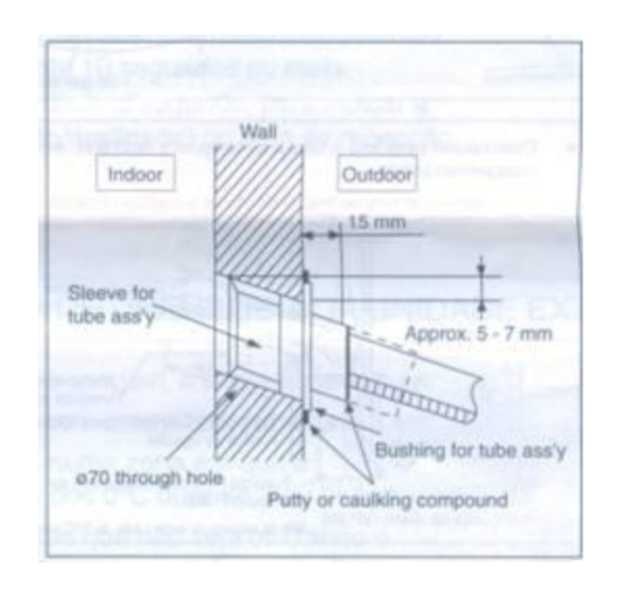 Wall
Indoor
Outdoor
15 mm
Sleeve for
tube ass'y
Approx. 5 - 7 mm
Bushing for tube ass'y
ø70 through hole
Putty or caulking compound